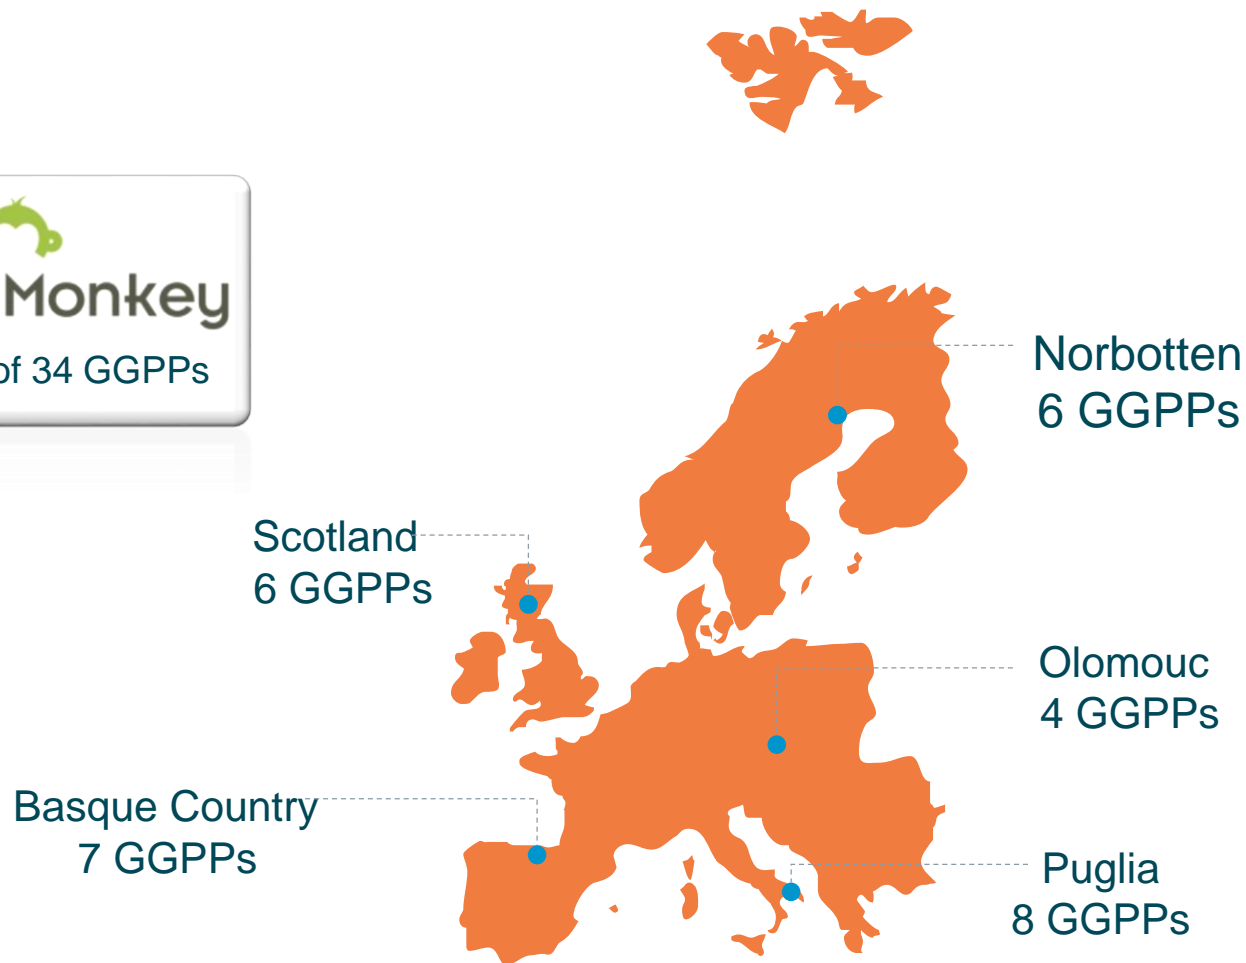 Monkey
of 34 GGPPs
Norbotten
6 GGPPs
Scotland
6 GGPPs
Olomouc
4 GGPPs
Basque Country
7 GGPPs
Puglia
8 GGPPs